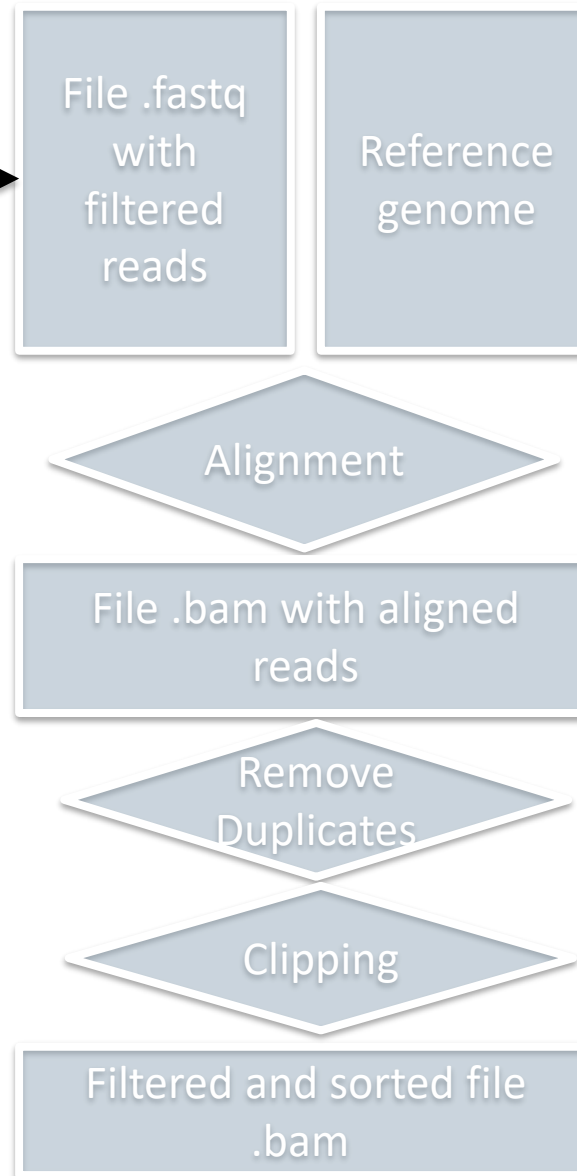 File .fastq
with
filtered
reads
Reference
genome
Alignment
File .bam with aligned
reads
Remove
Duplicates
Clipping
Filtered and sorted file
.bam